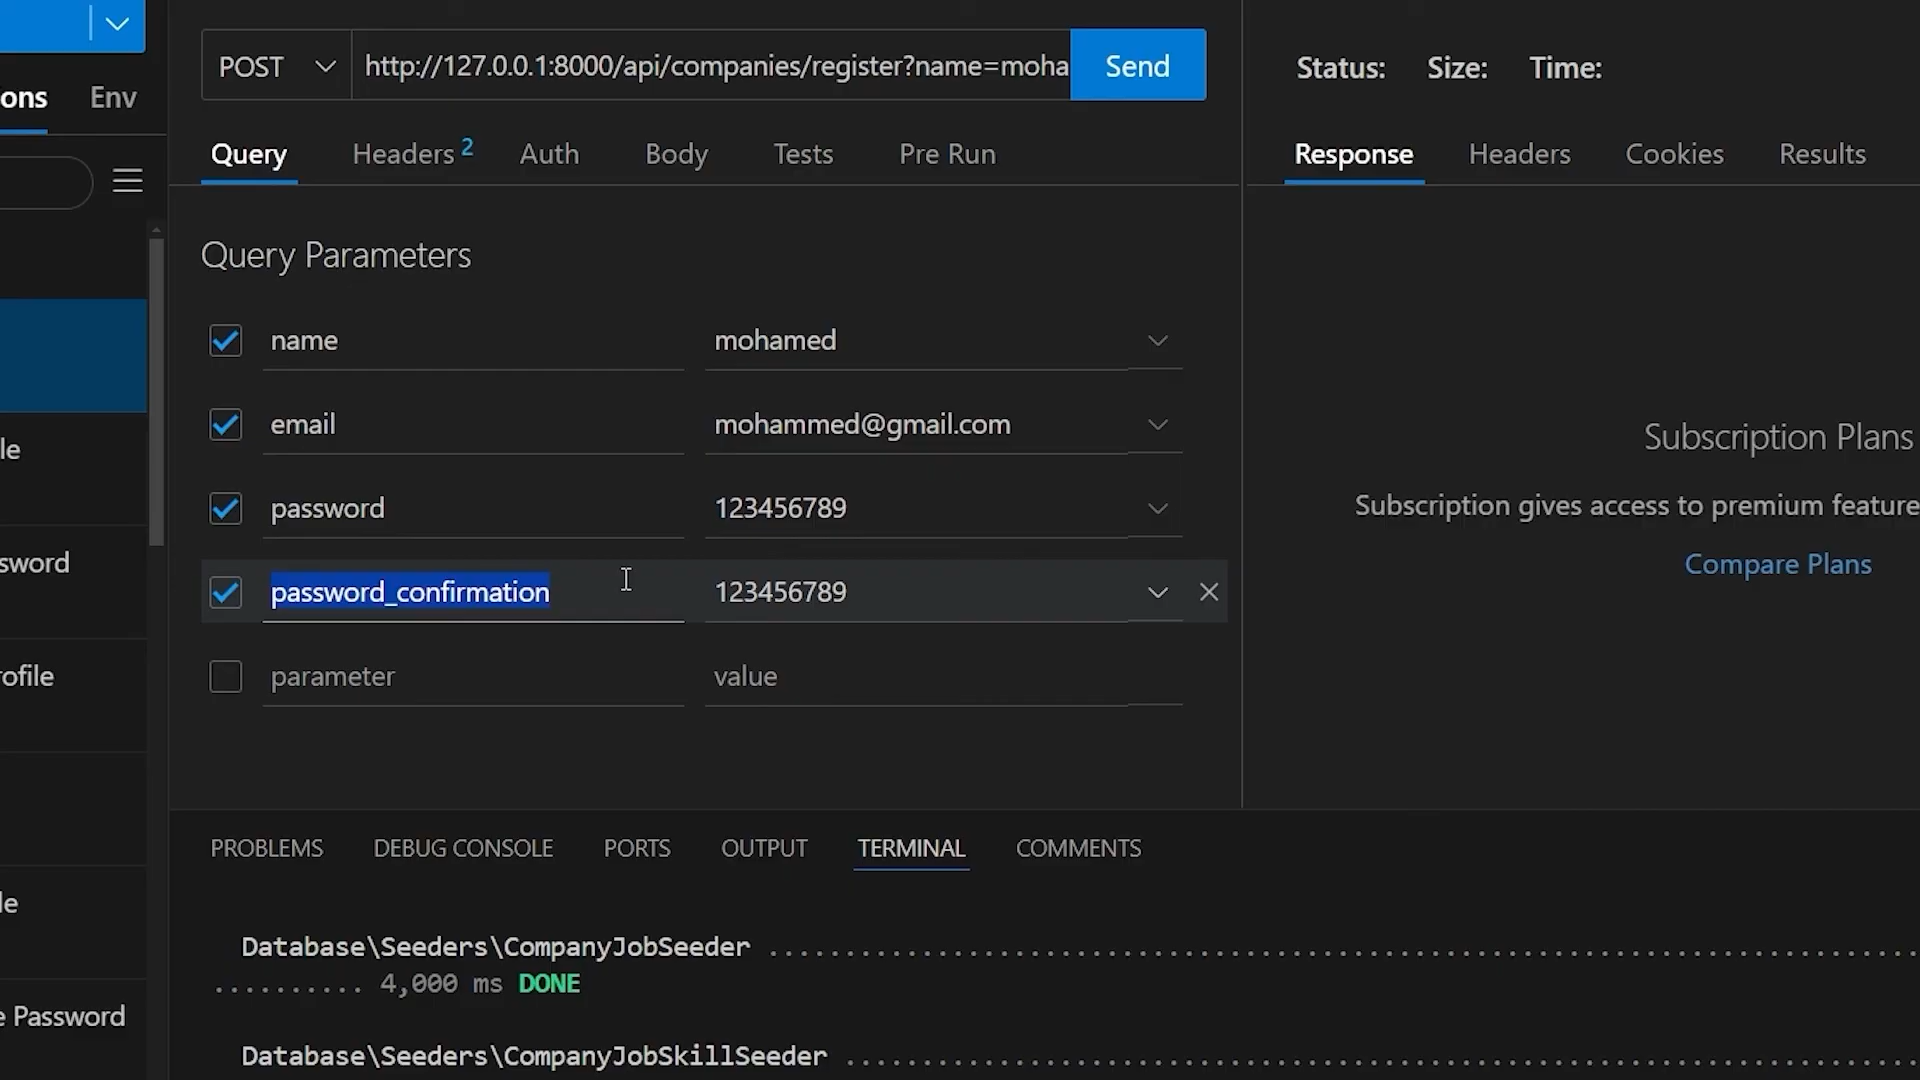 POST
http://127.0.0.1:8000/api/companies/register?name=moha
Send
Status:
Size:
Time:
ons
Env
Query
Headers 2
Auth
Body
Tests
Pre Run
Response
Headers
Cookies
Results
Query Parameters
name
mohamed
email
mohammed@gmail.com
password
123456789
password_confirmation
123456789
parameter
value
Subscription Plans
Subscription gives access to premium feature
Compare Plans
le
sword
ofile
le
e Password
PROBLEMS
DEBUG CONSOLE
PORTS
OUTPUT
TERMINAL
COMMENTS
Database\Seeders\CompanyJobSeeder ............................................................
.......... 4,000 ms DONE
Database\Seeders\CompanyJobSkillSeeder ........................................................